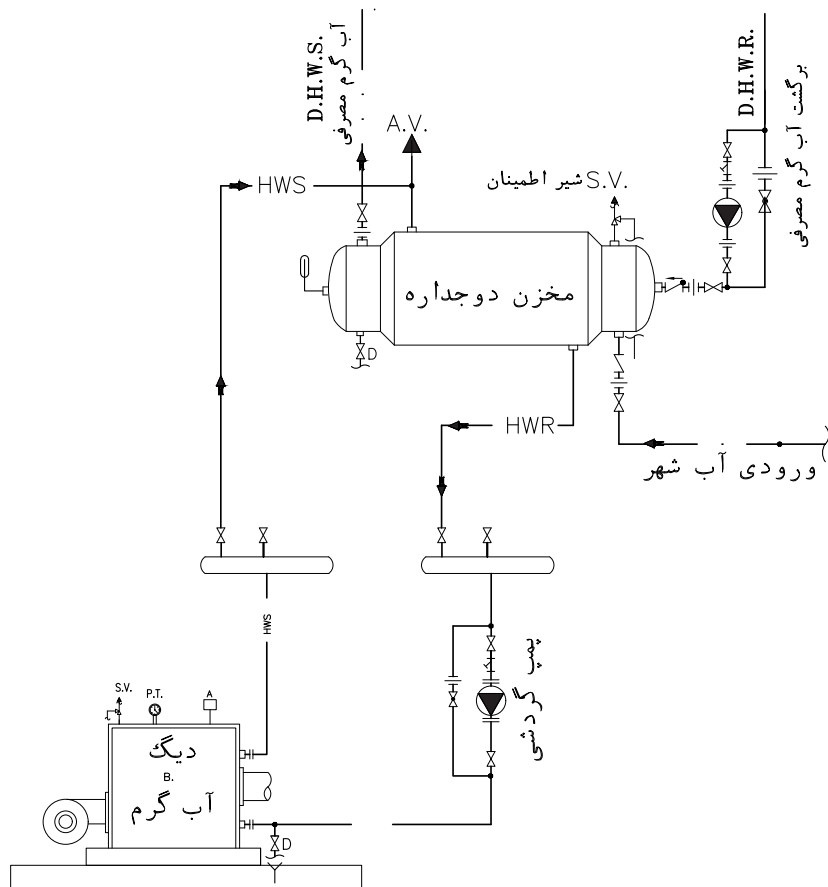 D.H.W.S.
آب گرم مصرفی
D.H.W.R.
برگشت آب گرم مصرفی
A.V.
HWS
شیر اطمینان S.V.
مخزن دوجداره
D
HWR
ورودی آب شهر
HWS
پمپ گردشی
S.V.
P.T.
A
دیگ
B.
آب گرم
D